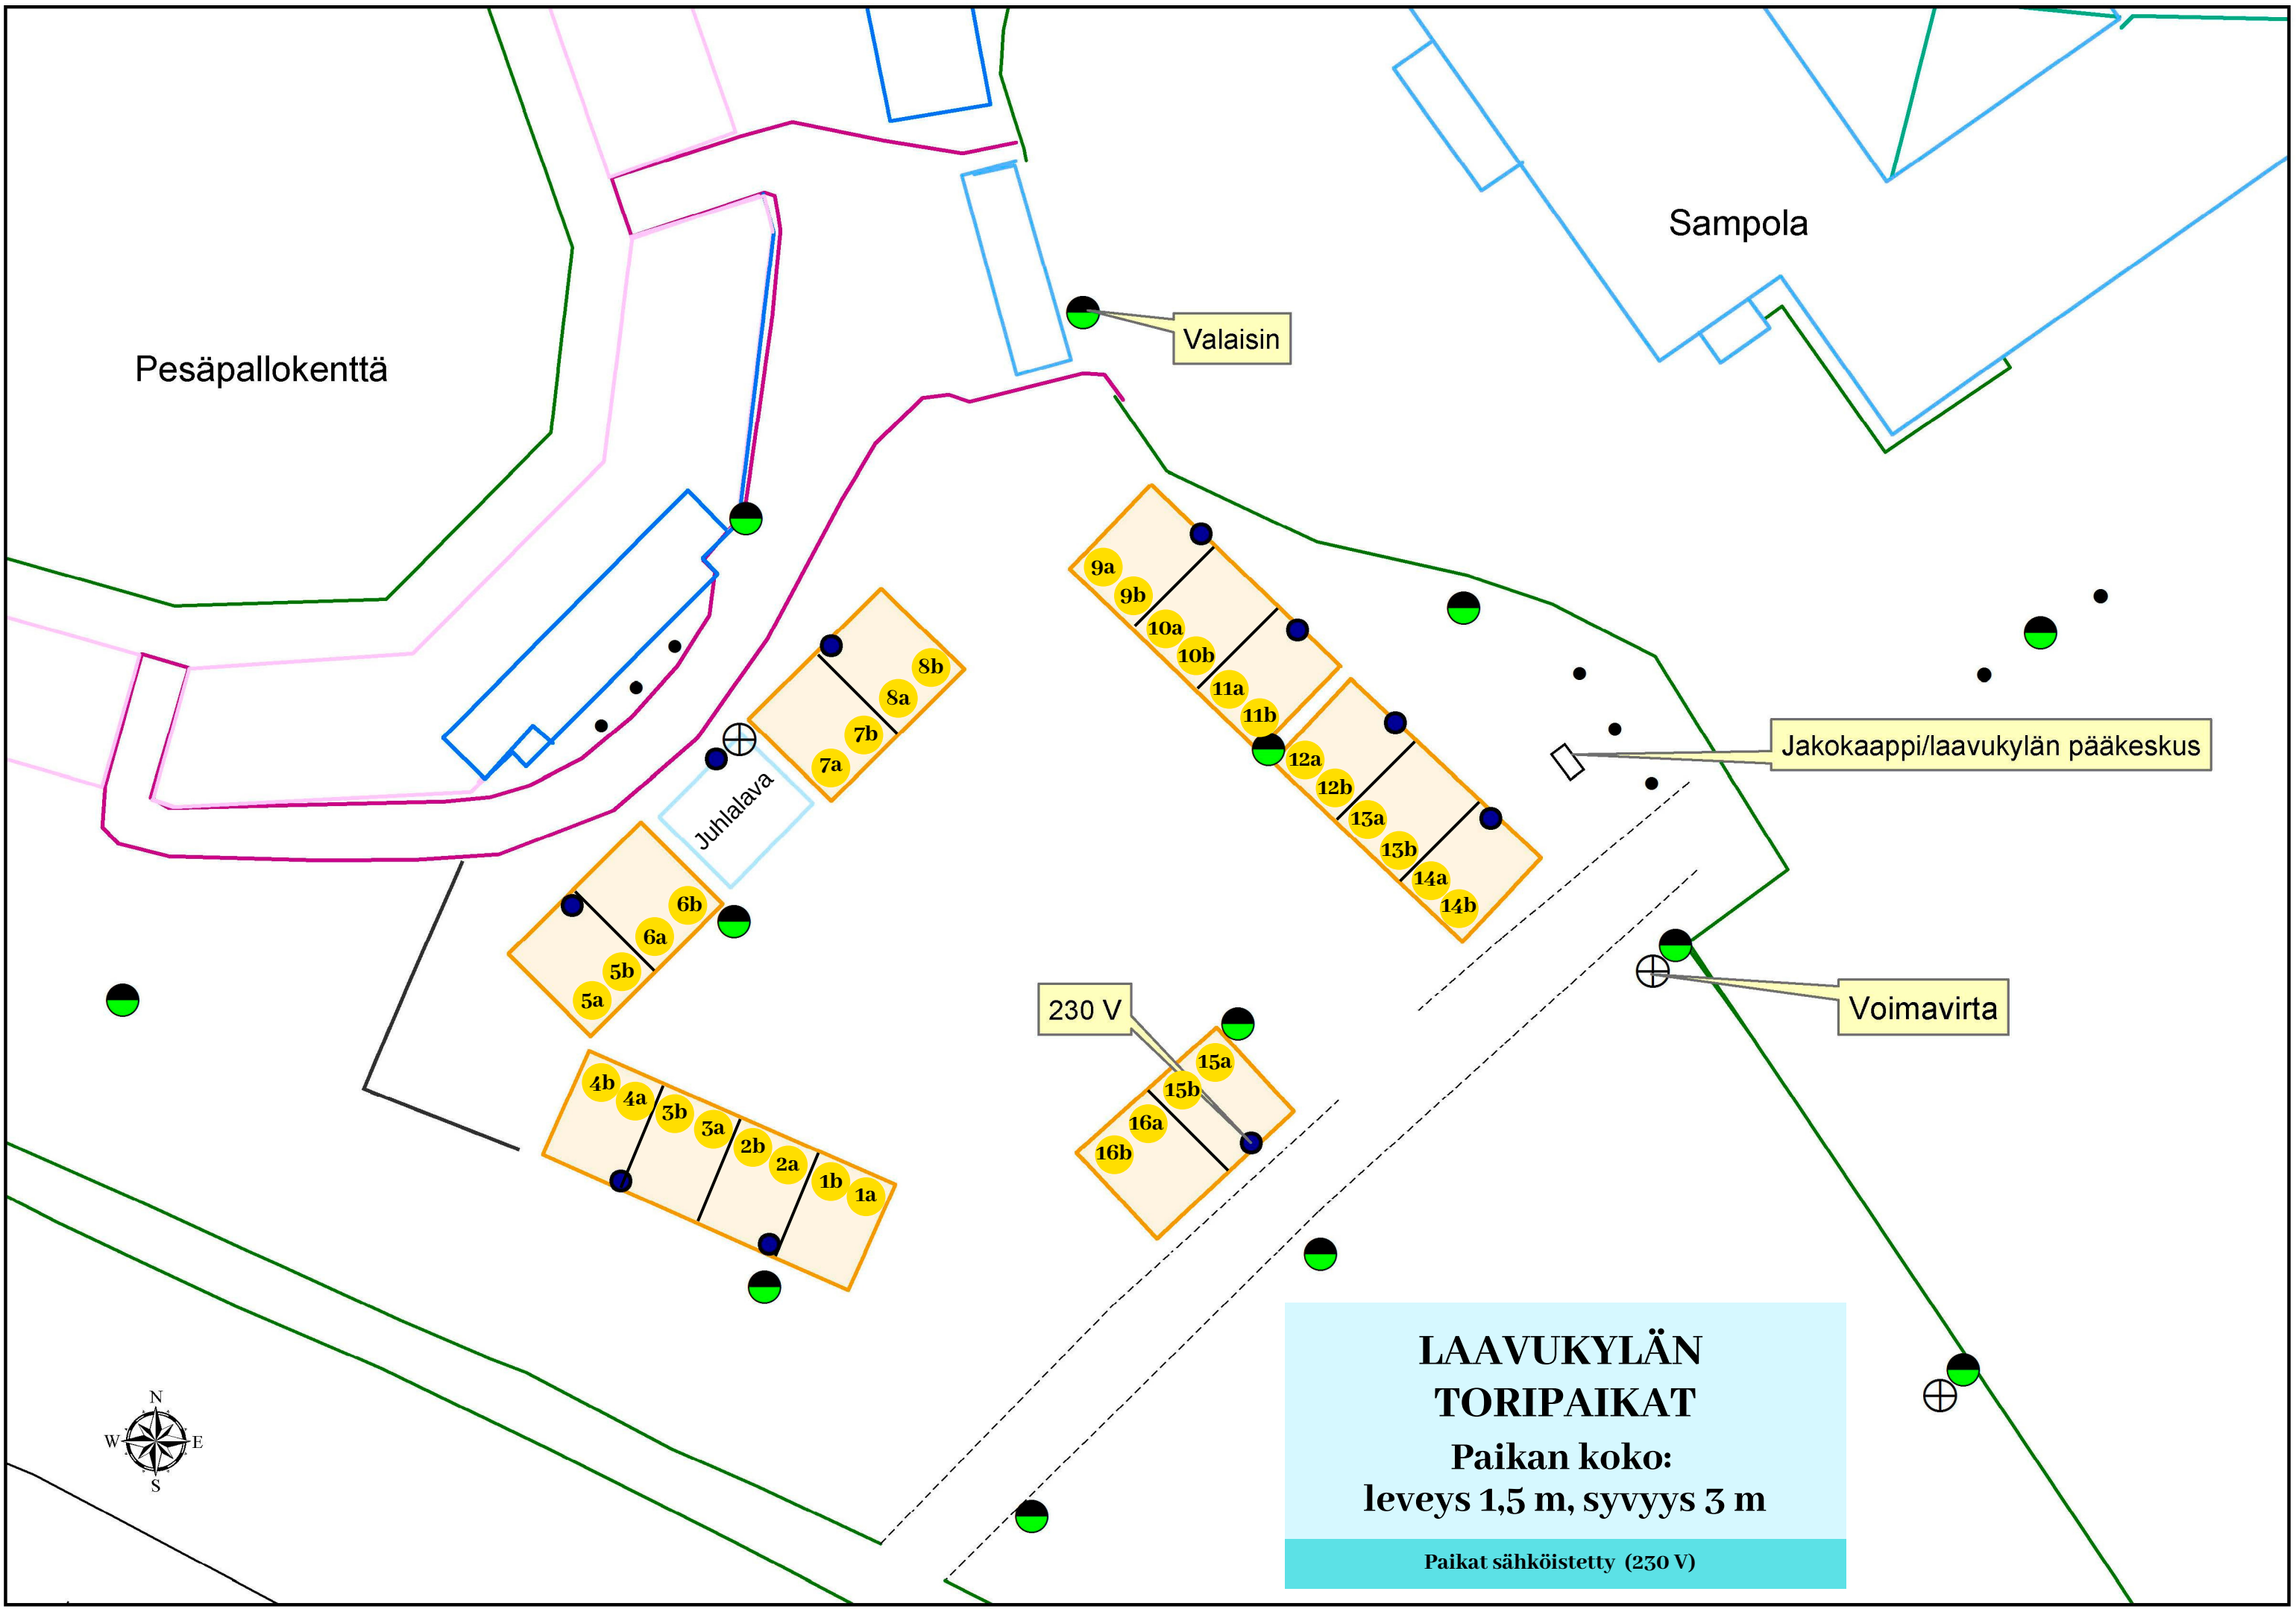 Sampola
Valaisin
Pesäpallokenttä
9a
9b
10a
10b
11a
11b
12a
12b
13a
13b
14a
14b
8b
8a
7b
7a
Jakokaappi/laavukylän pääkeskus
Juhlalava
6b
6a
5b
5a
230 V
Voimavirta
15a
15b
16a
16b
4b
4a
3b
3a
2b
2a
1b
1a
LAAVUKYLÄN
TORIPAIKAT
Paikan koko:
leveys 1,5 m, syvyys 3 m
Paikat sähköistetty (230 V)
N
W
E
S